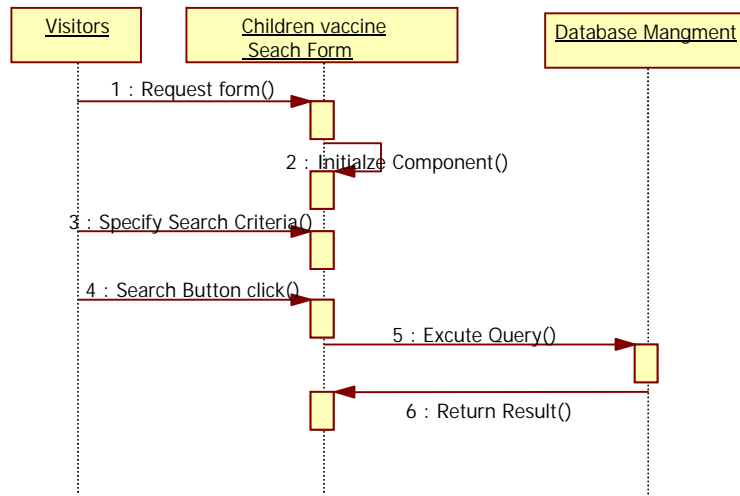 Visitors
Children vaccine
Seach Form
Database Mangment
1 : Request form()
2 : Initialze Component()
3 : Specify Search Criteria()
4 : Search Button click()
5 : Excute Query()
6 : Return Result()